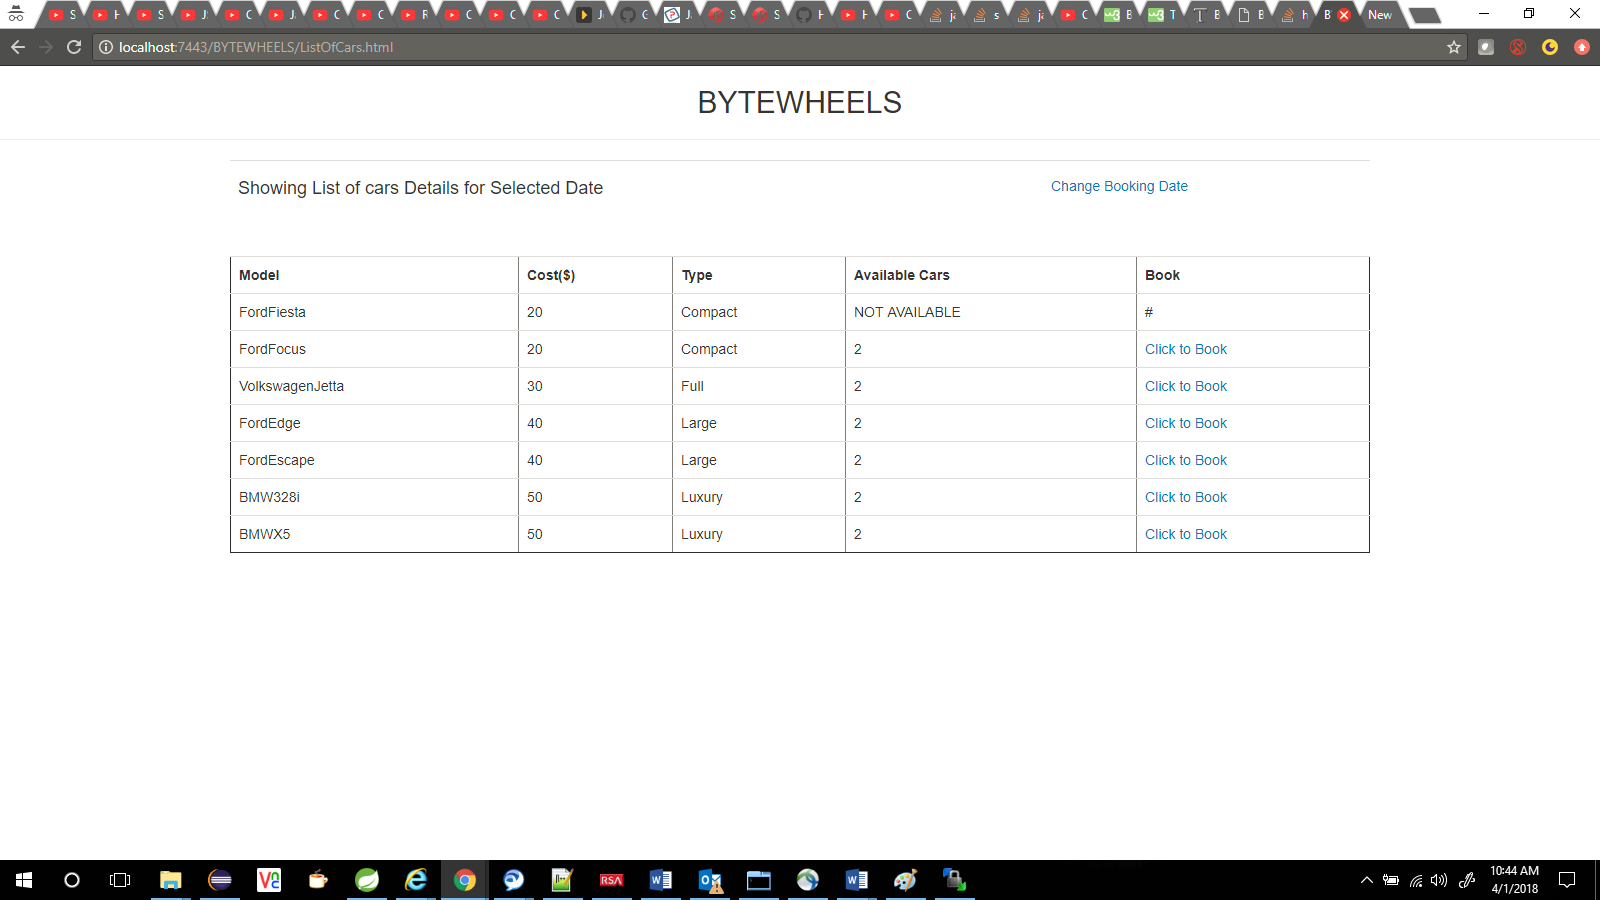 New
localhost:7443/BYTEWHEELS/ListOfCars.html
BYTEWHEELS
Showing List of cars Details for Selected Date Change Booking Date
Model Cost($) Type Available Cars Book
FordFiesta 20 Compact NOT AVAILABLE #
FordFocus 20 Compact 2 Click to Book
VolkswagenJetta 30 Full 2 Click to Book
FordEdge 40 Large 2 Click to Book
FordEscape 40 Large 2 Click to Book
BMW328i 50 Luxury 2 Click to Book
BMWX5 50 Luxury 2 Click to Book
RSA
10:44 AM
4/1/2018